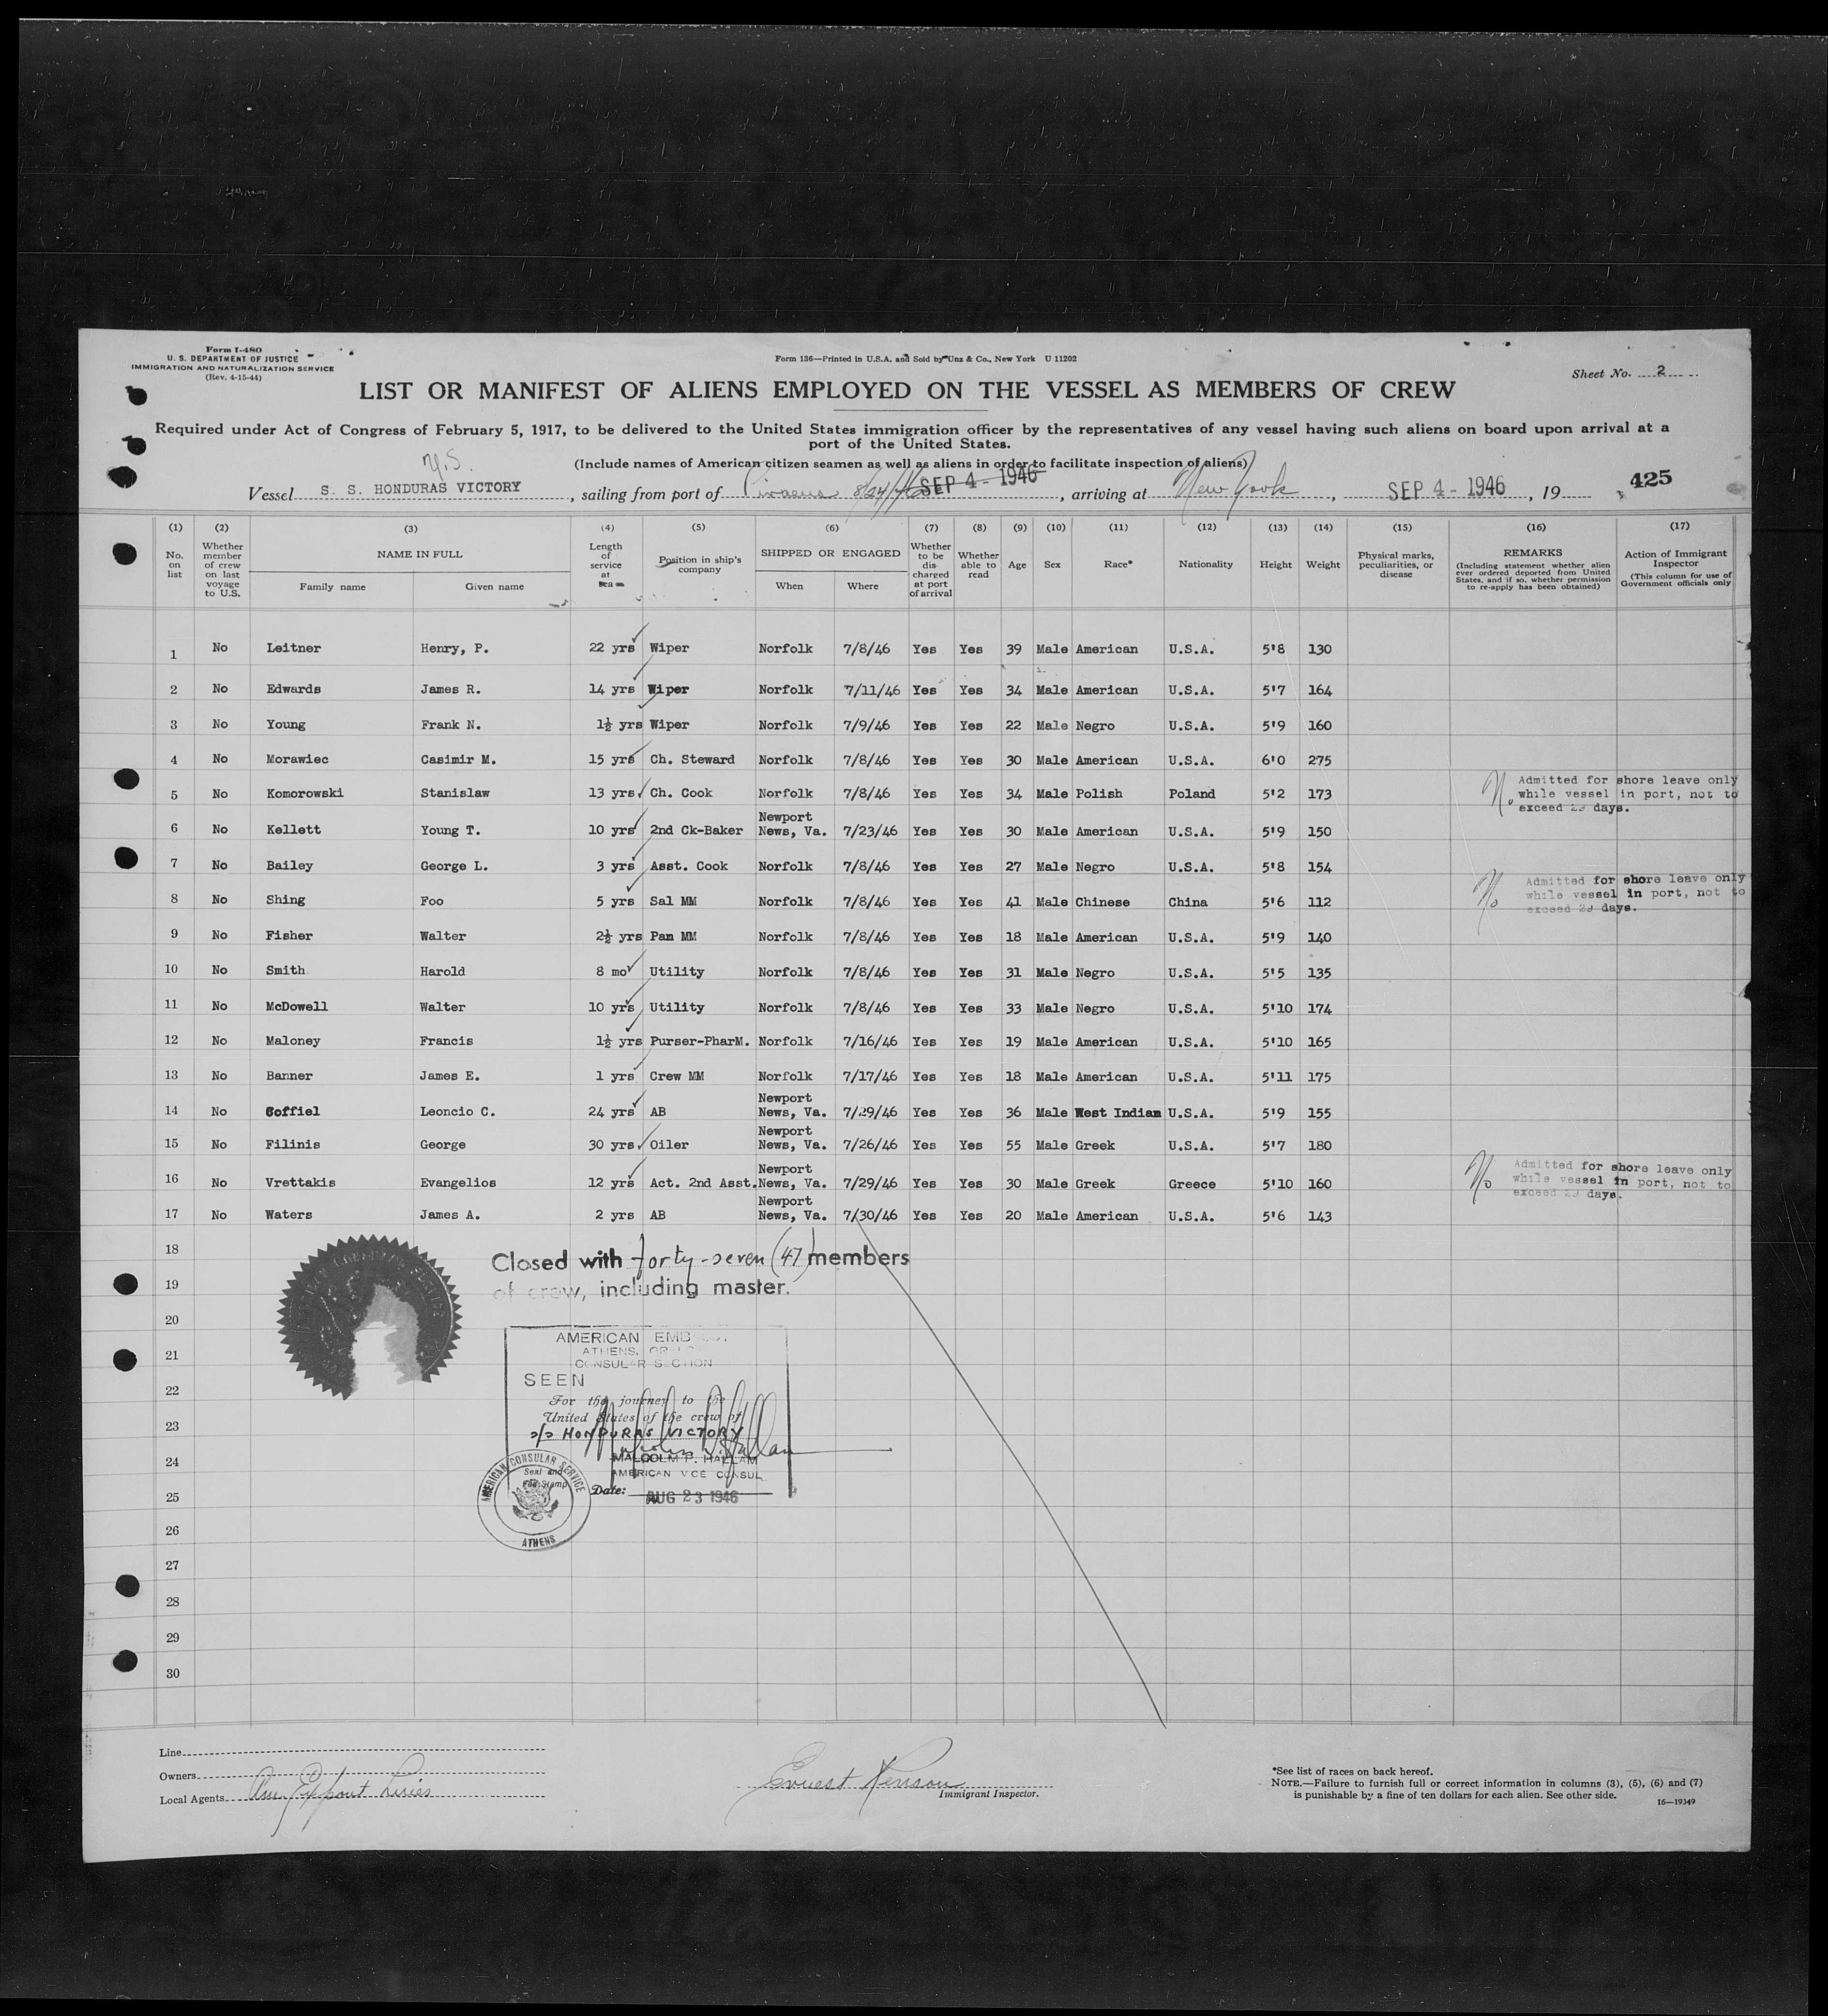 Form I-480
U. S. DEPARTMENT OF JUSTICE
IMMIGRATION AND NATURALIZATION SERVICE
(Rev. 4-15-44)
Form 136—Printed in U.S.A. and Sold by Unz & Co., New York U 11202
Sheet No. 2
LIST OR MANIFEST OF ALIENS EMPLOYED ON THE VESSEL AS MEMBERS OF CREW
Required under Act of Congress of February 5, 1917, to be delivered to the United States immigration officer by the representatives of any vessel having such aliens on board upon arrival at a
port of the United States.
(Include names of American citizen seamen as well as aliens in order to facilitate inspection of aliens)
Vessel S. S. HONDURAS VICTORY, sailing from port of Piraeus 8/24/46 SEP 4 - 1946, arriving at New York, SEP 4 - 1946, 19 425
(1) (2) (3) (4) (5) (6) (7) (8) (9) (10) (11) (12) (13) (14) (15) (16) (17)
No. on list Whether member of crew on last voyage to U.S. NAME IN FULL Family name Given name Length of service at sea Position in ship's company SHIPPED OR ENGAGED When Where Whether to be discharged at port of arrival Whether able to read Age Sex Race* Nationality Height Weight Physical marks, peculiarities, or disease REMARKS (Including statement whether alien ever ordered deported from United States, and if so, whether permission to re-apply has been obtained) Action of Immigrant Inspector (This column for use of Government officials only
1 No Leitner Henry, P. 22 yrs Wiper Norfolk 7/8/46 Yes Yes 39 Male American U.S.A. 5'8 130
2 No Edwards James R. 14 yrs Wiper Norfolk 7/11/46 Yes Yes 34 Male American U.S.A. 5'7 164
3 No Young Frank N. 1½ yrs Wiper Norfolk 7/9/46 Yes Yes 22 Male Negro U.S.A. 5'9 160
4 No Morawiec Casimir M. 15 yrs Ch. Steward Norfolk 7/8/46 Yes Yes 30 Male American U.S.A. 6'0 275
5 No Komorowski Stanislaw 13 yrs Ch. Cook Norfolk 7/8/46 Yes Yes 34 Male Polish Poland 5'2 173 No Admitted for shore leave only while vessel in port, not to exceed 29 days.
6 No Kellett Young T. 10 yrs 2nd Ck-Baker Newport News, Va. 7/23/46 Yes Yes 30 Male American U.S.A. 5'9 150
7 No Bailey George L. 3 yrs Asst. Cook Norfolk 7/8/46 Yes Yes 27 Male Negro U.S.A. 5'8 154
8 No Shing Foo 5 yrs Sal MM Norfolk 7/8/46 Yes Yes 41 Male Chinese China 5'6 112 No Admitted for shore leave only while vessel in port, not to exceed 29 days.
9 No Fisher Walter 2½ yrs Pan MM Norfolk 7/8/46 Yes Yes 18 Male American U.S.A. 5'9 140
10 No Smith Harold 8 mo Utility Norfolk 7/8/46 Yes Yes 31 Male Negro U.S.A. 5'5 135
11 No McDowell Walter 10 yrs Utility Norfolk 7/8/46 Yes Yes 33 Male Negro U.S.A. 5'10 174
12 No Maloney Francis 1½ yrs Purser-PharM. Norfolk 7/16/46 Yes Yes 19 Male American U.S.A. 5'10 165
13 No Banner James E. 1 yrs Crew MM Norfolk 7/17/46 Yes Yes 18 Male American U.S.A. 5'11 175
14 No Coffiel Leoncio C. 24 yrs AB Newport News, Va. 7/29/46 Yes Yes 36 Male West Indian U.S.A. 5'9 155
15 No Filinis George 30 yrs Oiler Newport News, Va. 7/26/46 Yes Yes 55 Male Greek U.S.A. 5'7 180
16 No Vrettakis Evangelios 12 yrs Act. 2nd Asst. Newport News, Va. 7/29/46 Yes Yes 30 Male Greek Greece 5'10 160 No Admitted for shore leave only while vessel in port, not to exceed 29 days.
17 No Waters James A. 2 yrs AB Newport News, Va. 7/30/46 Yes Yes 20 Male American U.S.A. 5'6 143
18
Closed with forty-seven (47) members
19
of crew, including master.
20
AMERICAN EMBASSY
21
ATHENS, GREECE
CONSULAR SECTION
22
SEEN
For the journey to the
23
United States of the crew of
s/s HONDURAS VICTORY
24
MALCOLM P. HALLAM
AMERICAN VICE CONSUL
25
Date: AUG 23 1946
AMERICAN CONSULAR SERVICE
Seal and
Fee Stamp
ATHENS
26
27
28
29
30
Line
Owners
Local Agents Am. Export Lines
Immigrant Inspector.
*See list of races on back hereof.
NOTE.—Failure to furnish full or correct information in columns (3), (5), (6) and (7)
is punishable by a fine of ten dollars for each alien. See other side.
16—19349